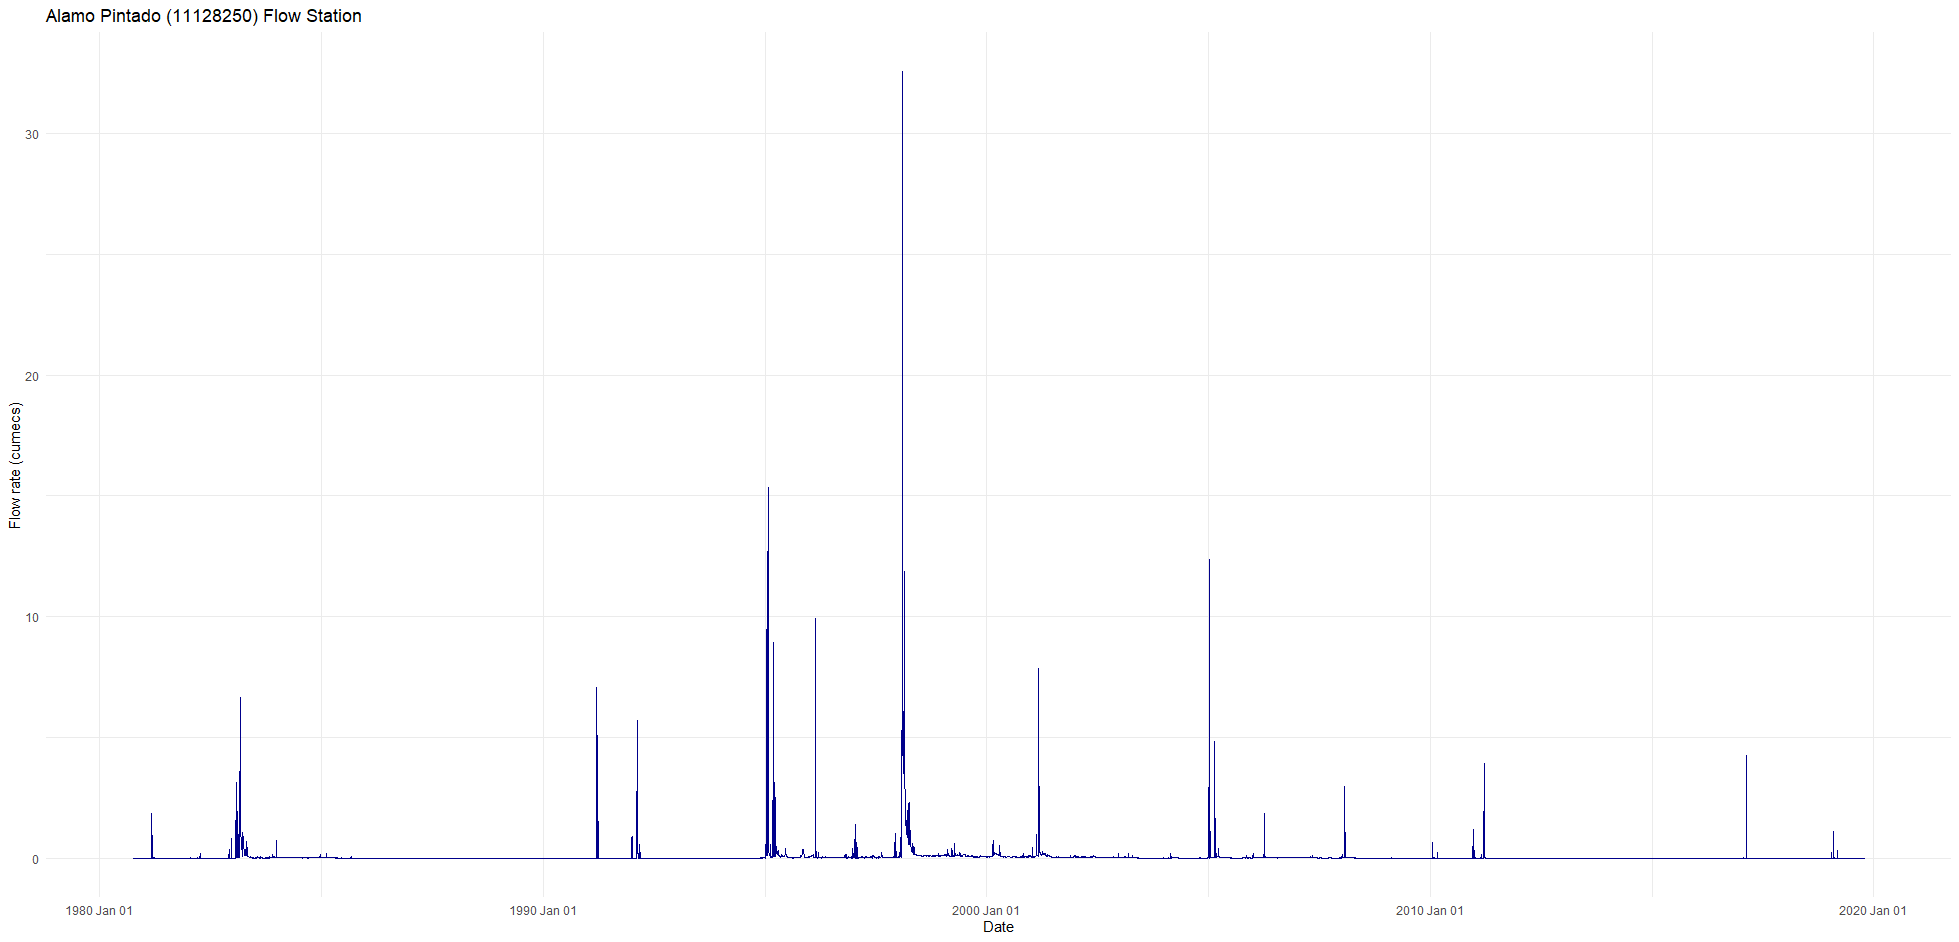 Alamo Pintado (11128250) Flow Station
Flow rate (cumecs)
30
20
10
0
1980 Jan 01
1990 Jan 01
2000 Jan 01
2010 Jan 01
2020 Jan 01
Date